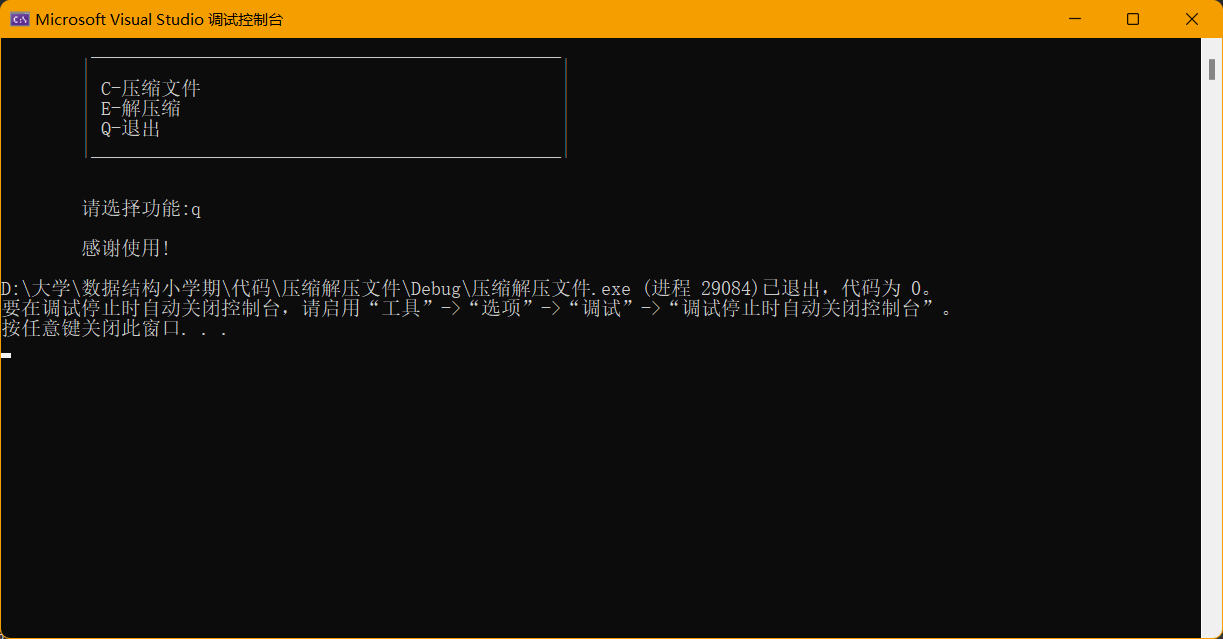 Microsoft Visual Studio 调试控制台
C-压缩文件
E-解压缩
Q-退出
请选择功能:q
感谢使用!
D:\大学\数据结构小学期\代码\压缩解压文件\Debug\压缩解压文件.exe (进程 29084)已退出，代码为 0。
要在调试停止时自动关闭控制台，请启用“工具”->“选项”->“调试”->“调试停止时自动关闭控制台”。
按任意键关闭此窗口. . .